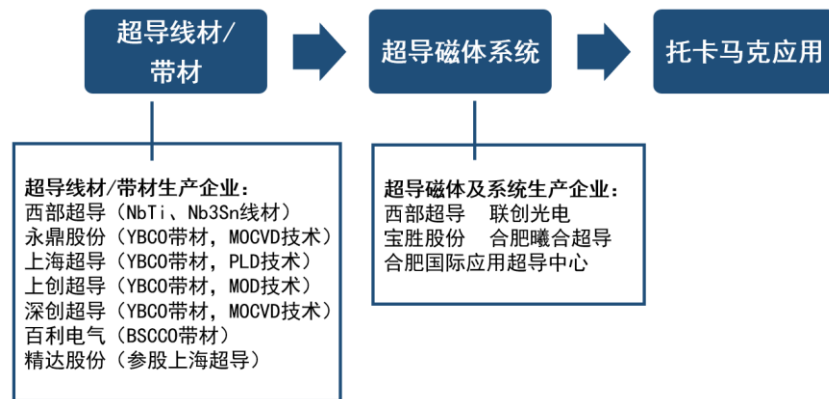 超导线材/
带材
超导磁体系统
托卡马克应用
超导线材/带材生产企业：
西部超导（NbTi、Nb3Sn线材）
永鼎股份（YBCO带材，MOCVD技术）
上海超导（YBCO带材，PLD技术）
上创超导（YBCO带材，MOD技术）
深创超导（YBCO带材，MOCVD技术）
百利电气（BSCCO带材）
精达股份（参股上海超导）
超导磁体及系统生产企业：
西部超导 联创光电
宝胜股份 合肥曦合超导
合肥国际应用超导中心